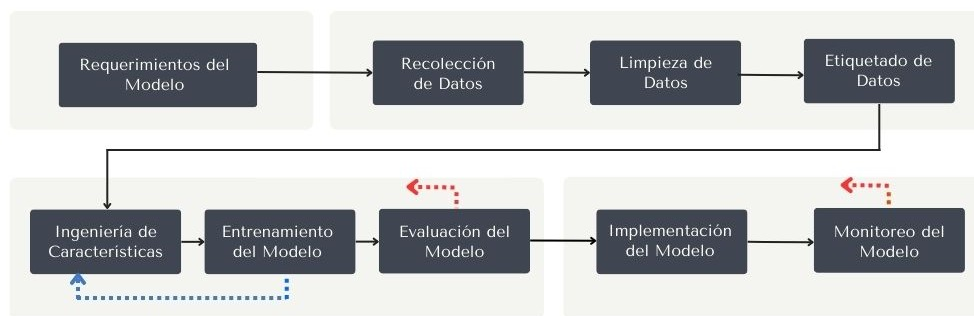 Requerimientos del
Modelo
Recolección
de Datos
Limpieza de
Datos
Etiquetado de
Datos
Ingeniería de
Características
Entrenamiento
del Modelo
Evaluación del
Modelo
Implementación
del Modelo
Monitoreo del
Modelo